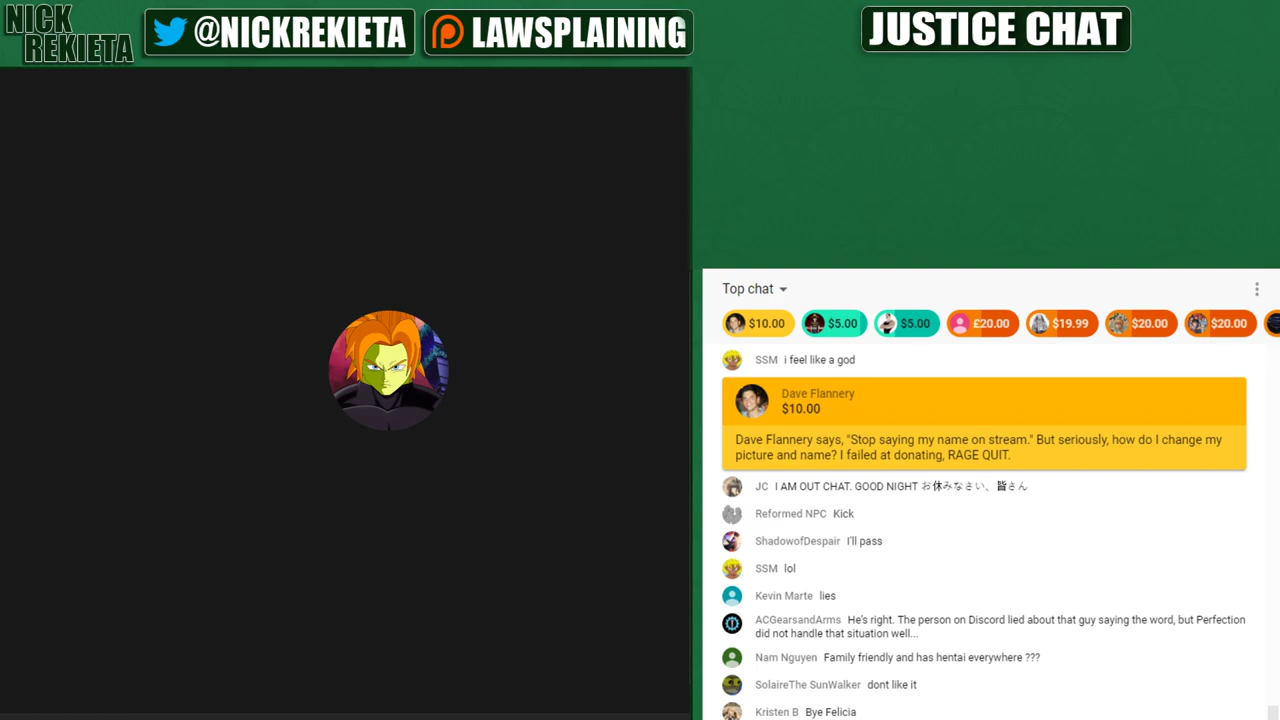 NICK
REKIETA
@NICKREKIETA
LAWSPLAINING
JUSTICE CHAT
Top chat
$10.00
$5.00
$5.00
£20.00
$19.99
$20.00
$20.00
SSM i feel like a god
Dave Flannery
$10.00
Dave Flannery says, "Stop saying my name on stream." But seriously, how do I change my
picture and name? I failed at donating, RAGE QUIT.
JC I AM OUT CHAT. GOOD NIGHT お休みなさい、皆さん
Reformed NPC Kick
ShadowofDespair I'll pass
SSM lol
Kevin Marte lies
ACGearsandArms He's right. The person on Discord lied about that guy saying the word, but Perfection
did not handle that situation well...
Nam Nguyen Family friendly and has hentai everywhere ???
SolaireThe SunWalker dont like it
Kristen B Bye Felicia